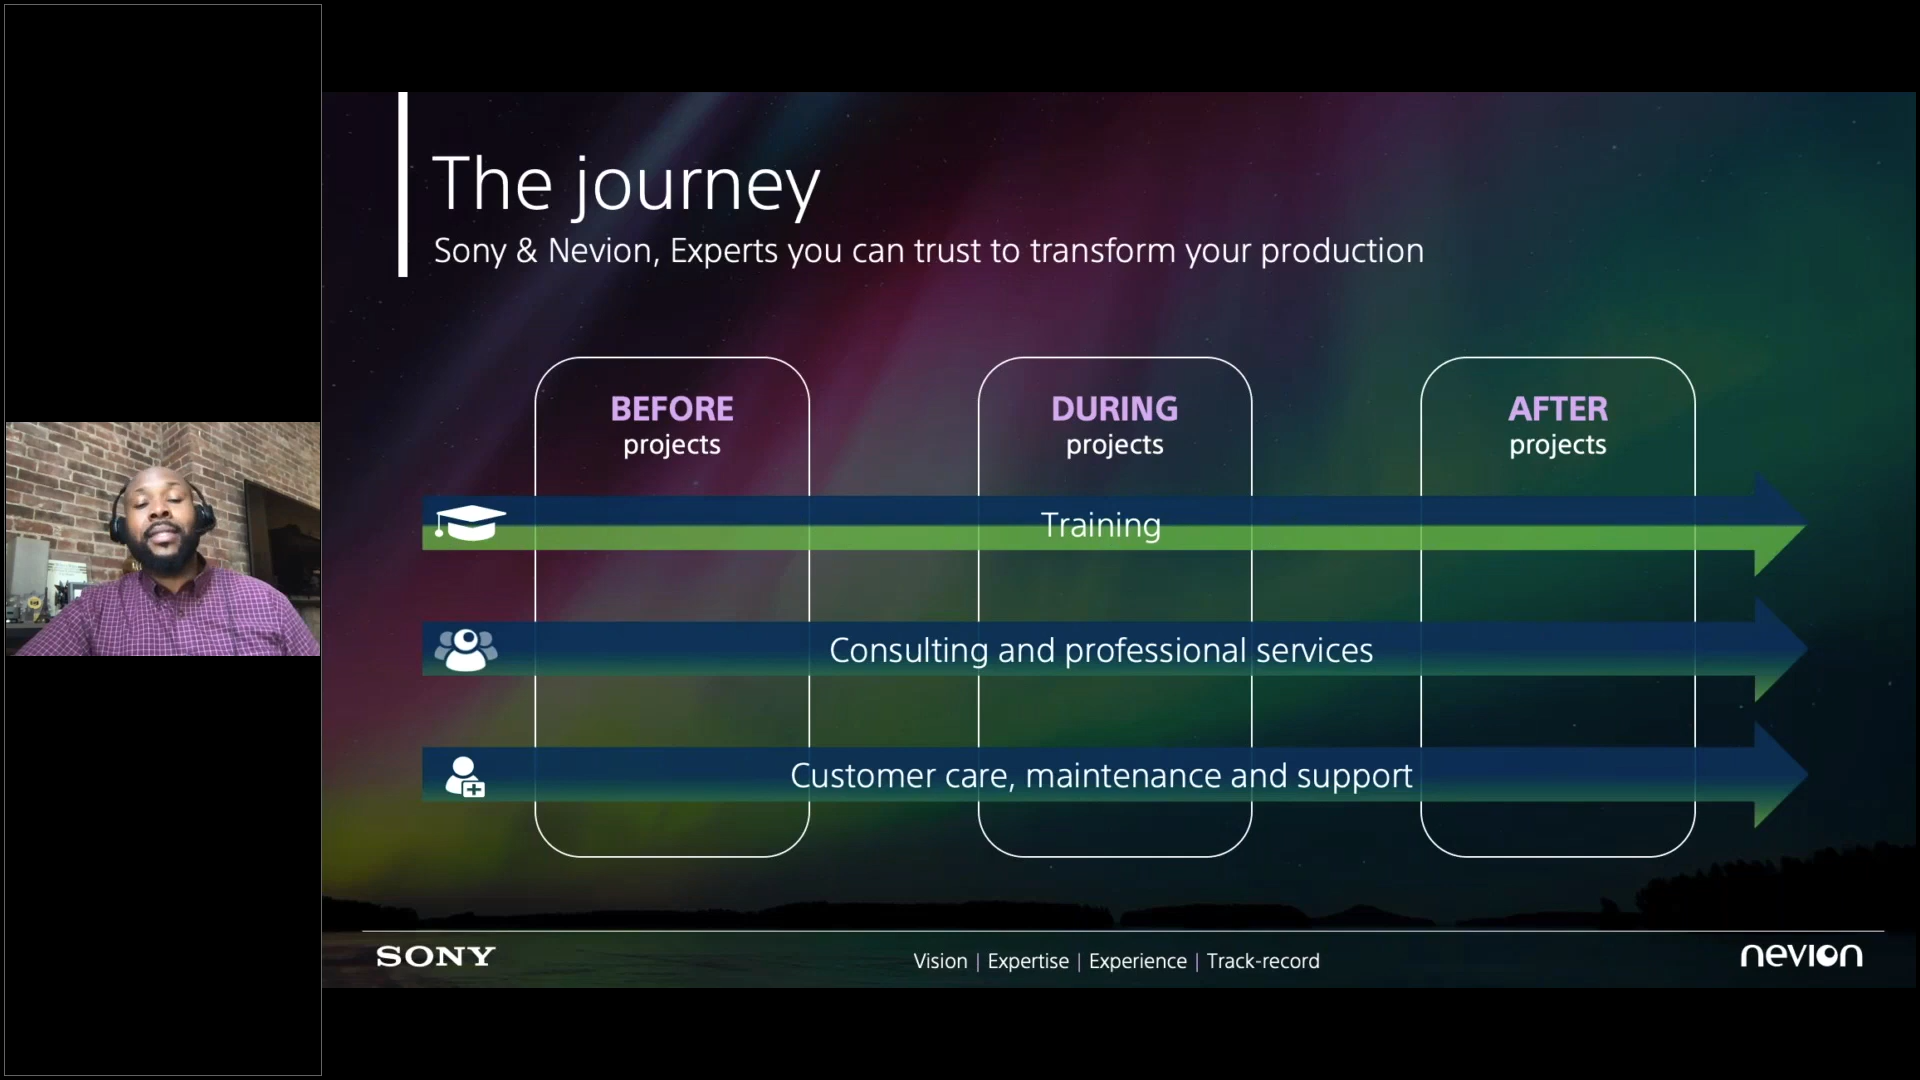 The journey
Sony & Nevion, Experts you can trust to transform your production
BEFORE
projects
DURING
projects
AFTER
projects
Training
Consulting and professional services
Customer care, maintenance and support
SONY
Vision | Expertise | Experience | Track-record
nevion